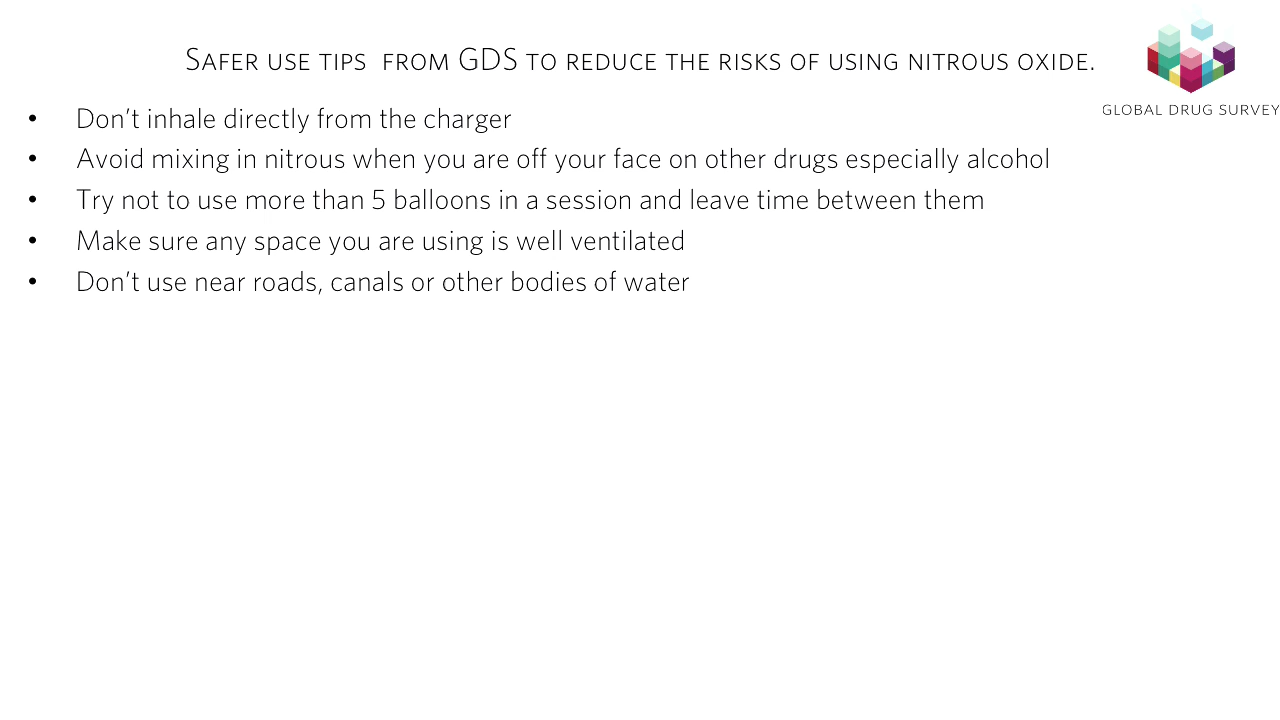 Safer use tips from GDS to reduce the risks of using nitrous oxide.
GLOBAL DRUG SURVEY
• Don’t inhale directly from the charger
• Avoid mixing in nitrous when you are off your face on other drugs especially alcohol
• Try not to use more than 5 balloons in a session and leave time between them
• Make sure any space you are using is well ventilated
• Don’t use near roads, canals or other bodies of water